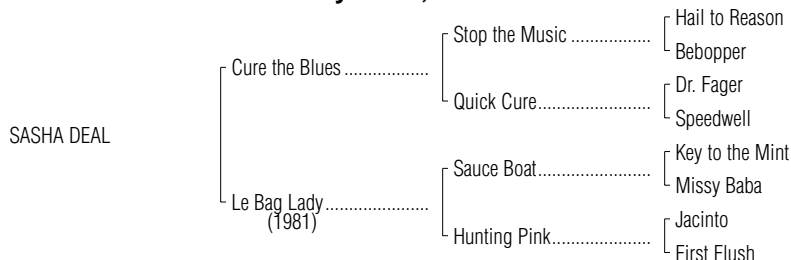 Hail to Reason
Stop the Music ..................
Bebopper
Cure the Blues ...................
Dr. Fager
Quick Cure.........................
Speedwell
SASHA DEAL
Key to the Mint
Sauce Boat.........................
Missy Baba
Le Bag Lady .......................
(1981)
Jacinto
Hunting Pink......................
First Flush